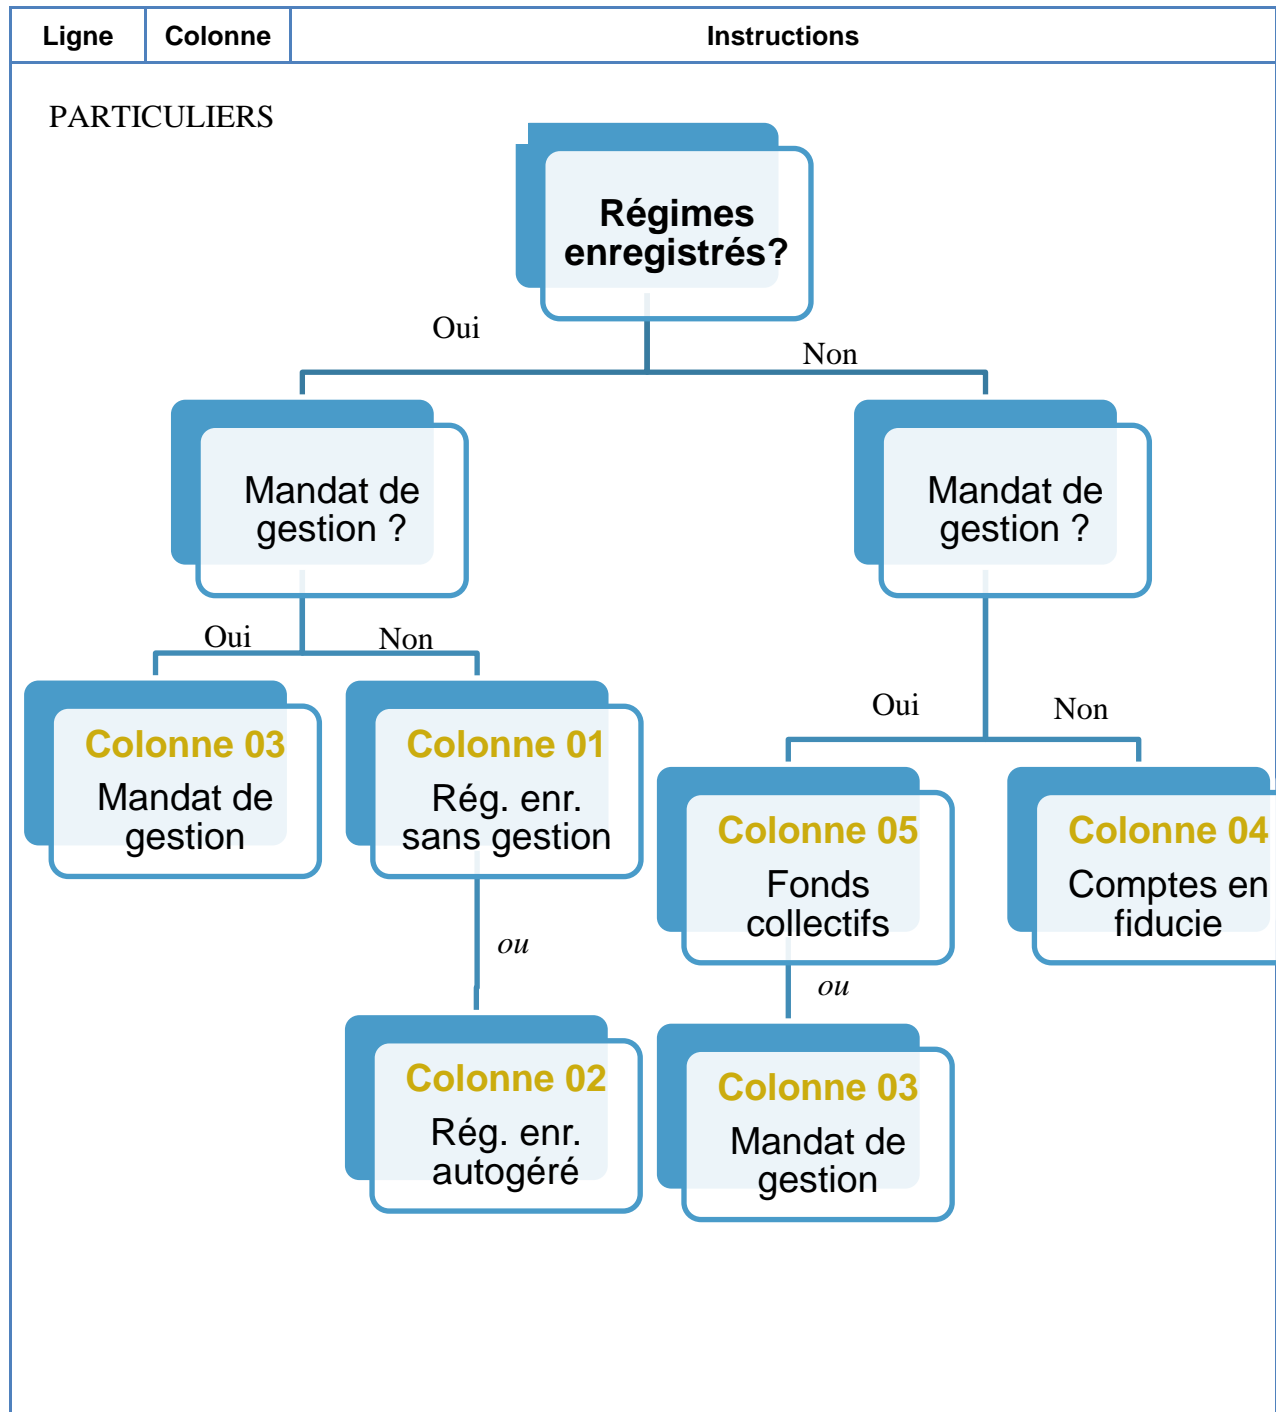 Ligne Colonne Instructions
PARTICULIERS
Régimes
enregistrés?
Oui
Non
Mandat de
gestion ?
Mandat de
gestion ?
Oui
Non
Oui
Non
Colonne 03
Mandat de
gestion
Colonne 01
Rég. enr.
sans gestion
Colonne 05
Fonds
collectifs
Colonne 04
Comptes en
fiducie
ou
ou
Colonne 02
Rég. enr.
autogéré
Colonne 03
Mandat de
gestion